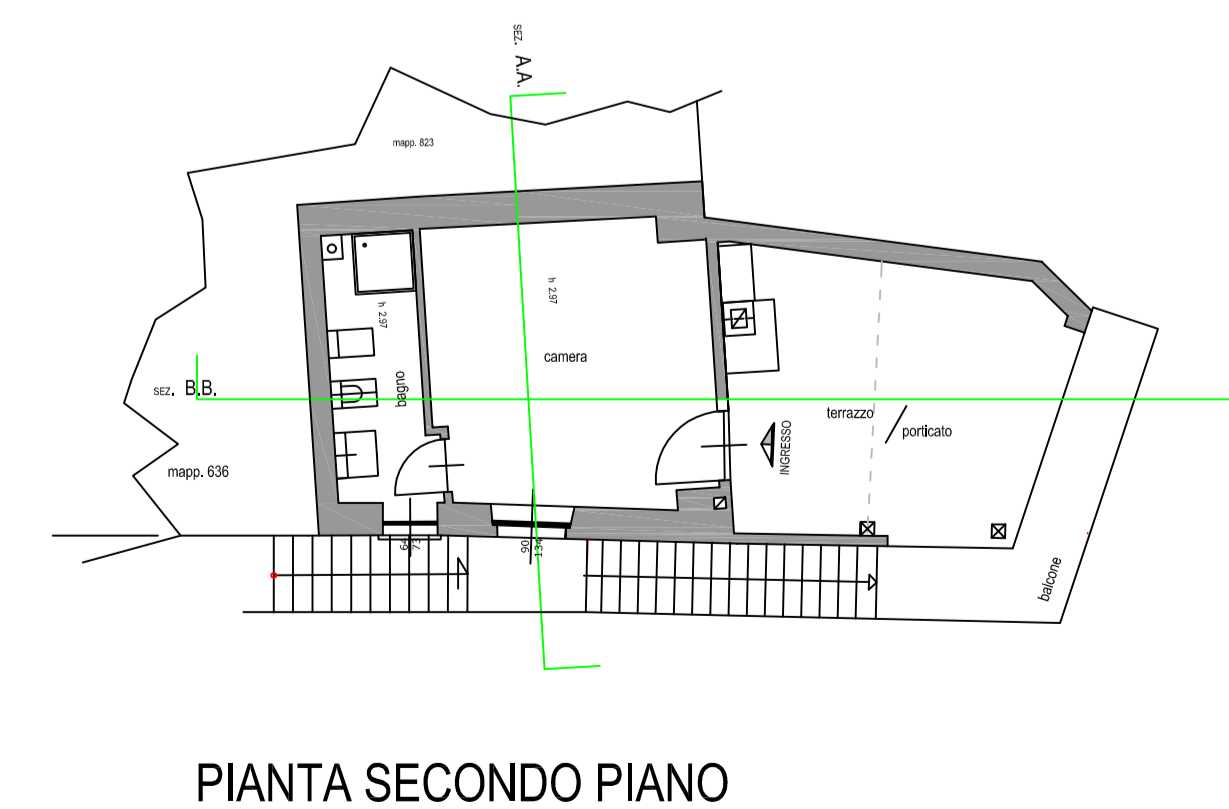 SEZ. A.A.
mapp. 823
h 2.97
h 2.97
camera
bagno
SEZ. B.B.
terrazzo
porticato
INGRESSO
mapp. 636
64
73
90
134
balcone
PIANTA SECONDO PIANO